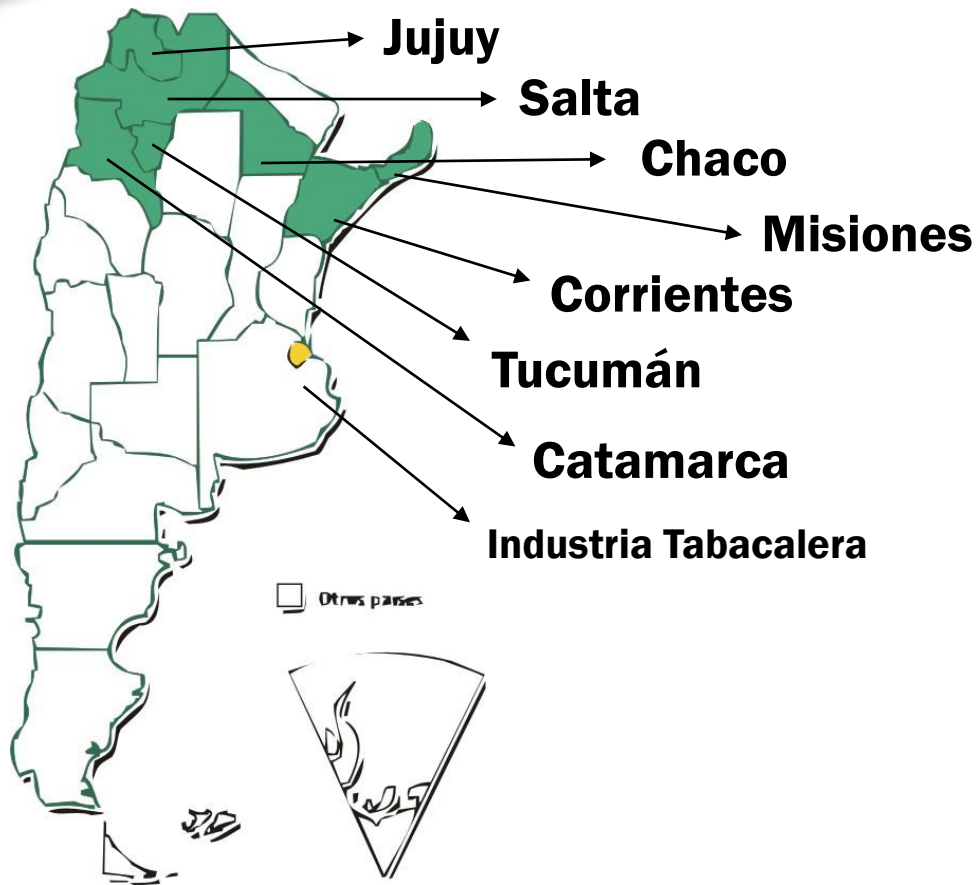 Jujuy
Salta
Chaco
Misiones
Corrientes
Tucumán
Catamarca
Industria Tabacalera
Otros países